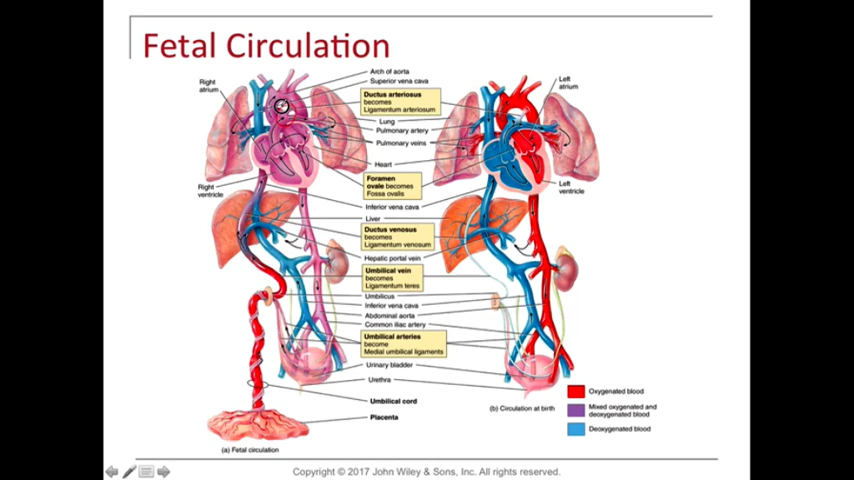 Fetal Circulation
Right
atrium
Arch of aorta
Superior vena cava
Ductus arteriosus
becomes
Ligamentum arteriosum
Lung
Pulmonary artery
Pulmonary veins
Heart
Foramen
ovale becomes
Fossa ovalis
Right
ventricle
Inferior vena cava
Liver
Ductus venosus
becomes
Ligamentum venosum
Hepatic portal vein
Umbilical vein
becomes
Ligamentum teres
Umbilicus
Inferior vena cava
Abdominal aorta
Common iliac artery
Umbilical arteries
become
Medial umbilical ligaments
Urinary bladder
Urethra
Umbilical cord
Placenta
(a) Fetal circulation
Left
atrium
Left
ventricle
(b) Circulation at birth
Oxygenated blood
Mixed oxygenated and
deoxygenated blood
Deoxygenated blood
Copyright © 2017 John Wiley & Sons, Inc. All rights reserved.